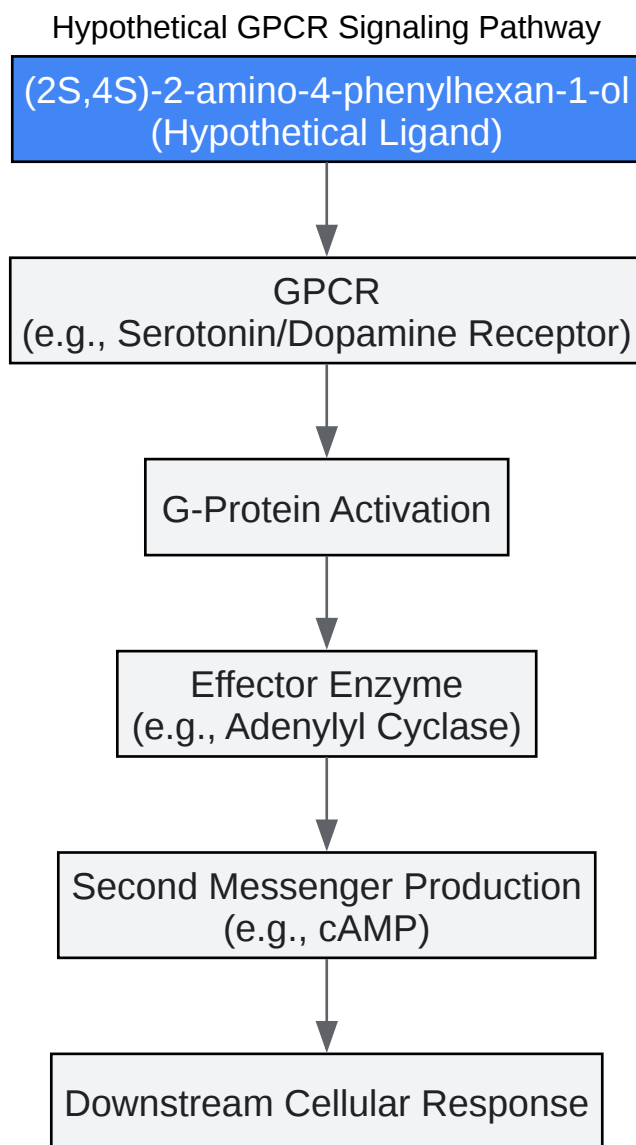 Hypothetical GPCR Signaling Pathway
(2S,4S)-2-amino-4-phenylhexan-1-ol
(Hypothetical Ligand)
GPCR
(e.g., Serotonin/Dopamine Receptor)
G-Protein Activation
Effector Enzyme
(e.g., Adenylyl Cyclase)
Second Messenger Production
(e.g., cAMP)
Downstream Cellular Response